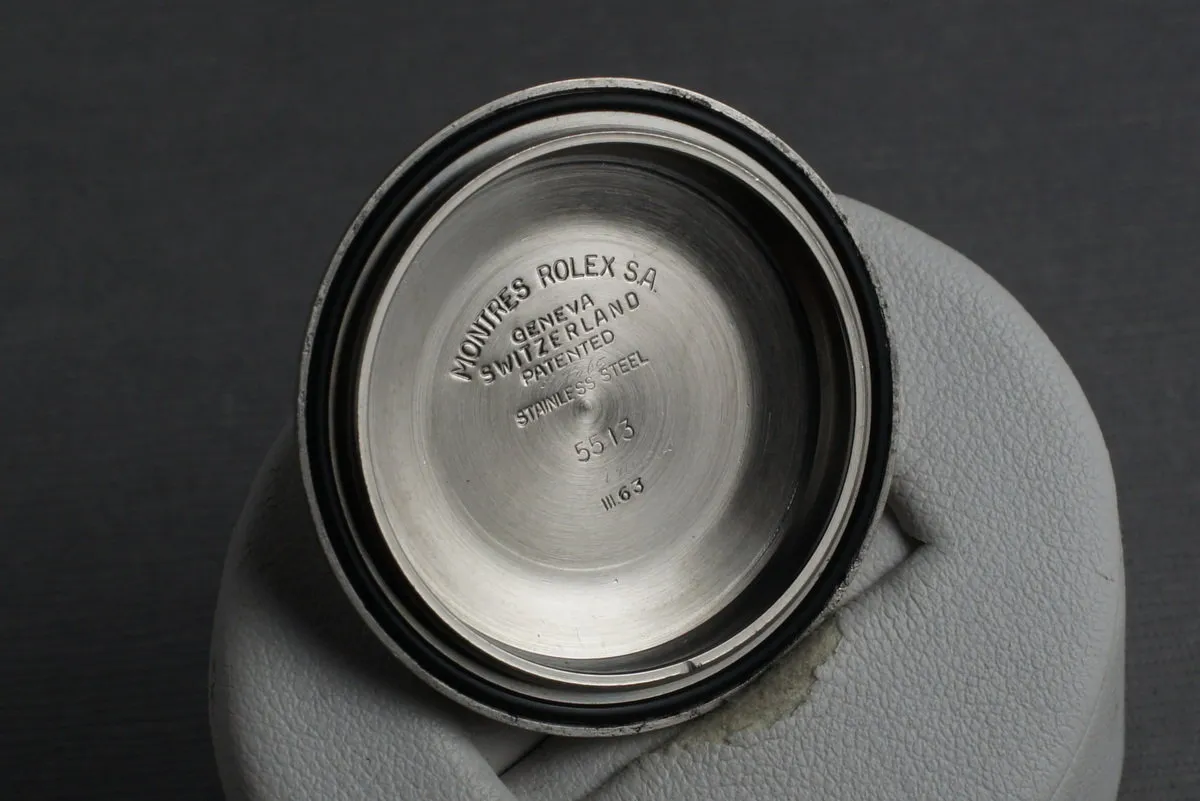 MONTRES ROLEX S.A.
GENEVA
SWITZERLAND
PATENTED
STAINLESS STEEL
5513
III.63